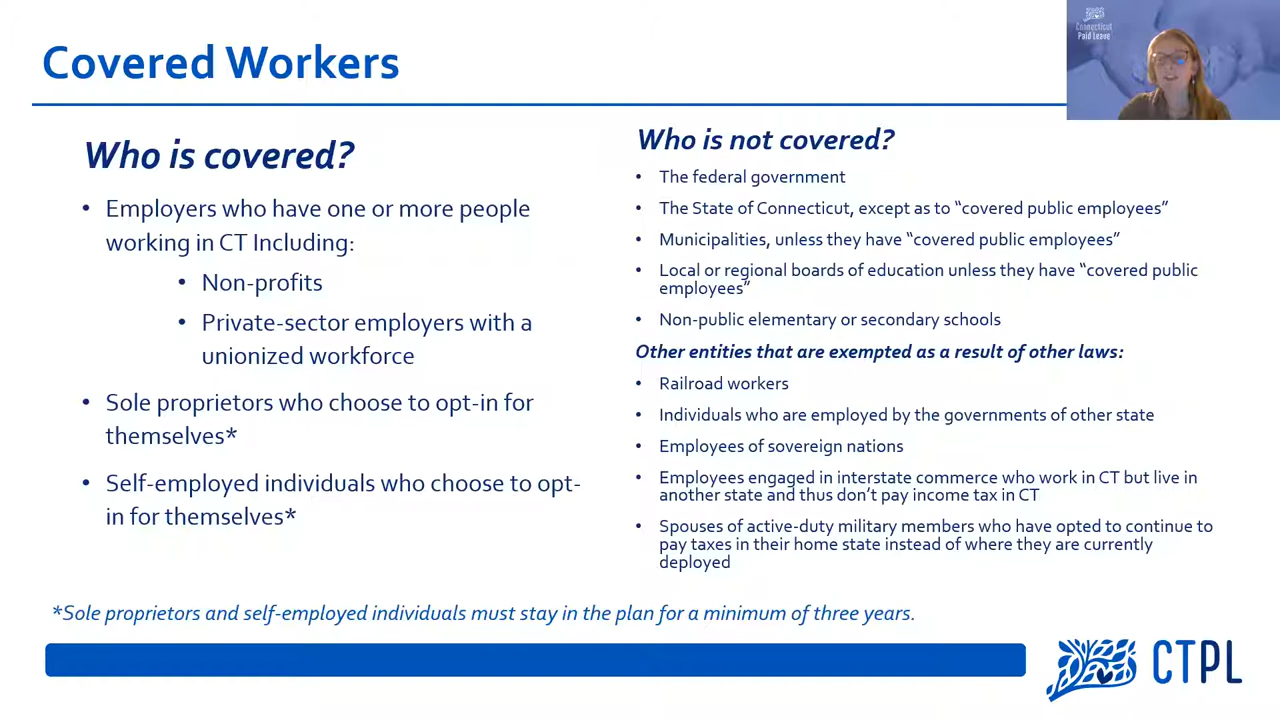 Covered Workers
Connecticut
Paid Leave
Who is covered?
• Employers who have one or more people
working in CT Including:
• Non-profits
• Private-sector employers with a
unionized workforce
• Sole proprietors who choose to opt-in for
themselves*
• Self-employed individuals who choose to opt-
in for themselves*
Who is not covered?
• The federal government
• The State of Connecticut, except as to “covered public employees”
• Municipalities, unless they have “covered public employees”
• Local or regional boards of education unless they have “covered public
employees”
• Non-public elementary or secondary schools
Other entities that are exempted as a result of other laws:
• Railroad workers
• Individuals who are employed by the governments of other state
• Employees of sovereign nations
• Employees engaged in interstate commerce who work in CT but live in
another state and thus don’t pay income tax in CT
• Spouses of active-duty military members who have opted to continue to
pay taxes in their home state instead of where they are currently
deployed
*Sole proprietors and self-employed individuals must stay in the plan for a minimum of three years.
CTPL